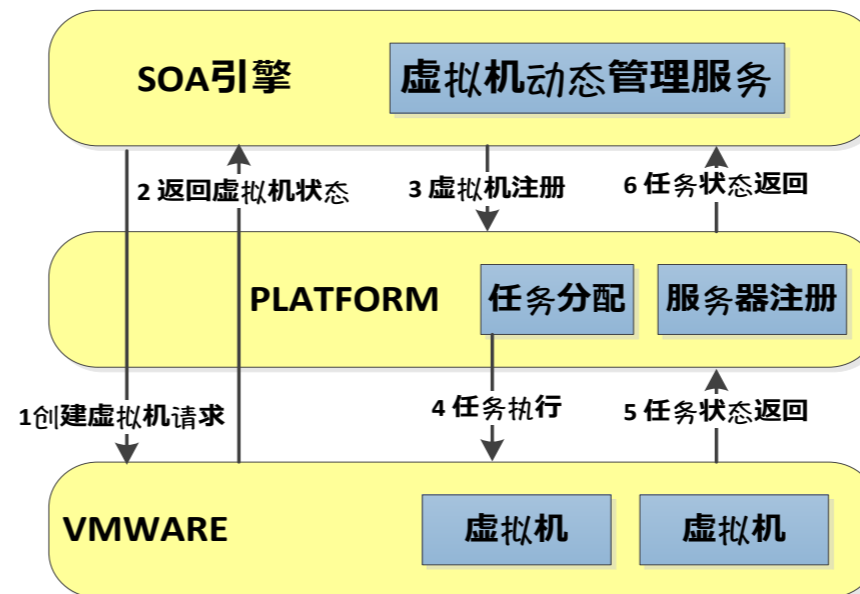 SOA引擎
虚拟机动态管理服务
2 返回虚拟机状态
3 虚拟机注册
6 任务状态返回
PLATFORM
任务分配
服务器注册
1创建虚拟机请求
4 任务执行
5 任务状态返回
VMWARE
虚拟机
虚拟机